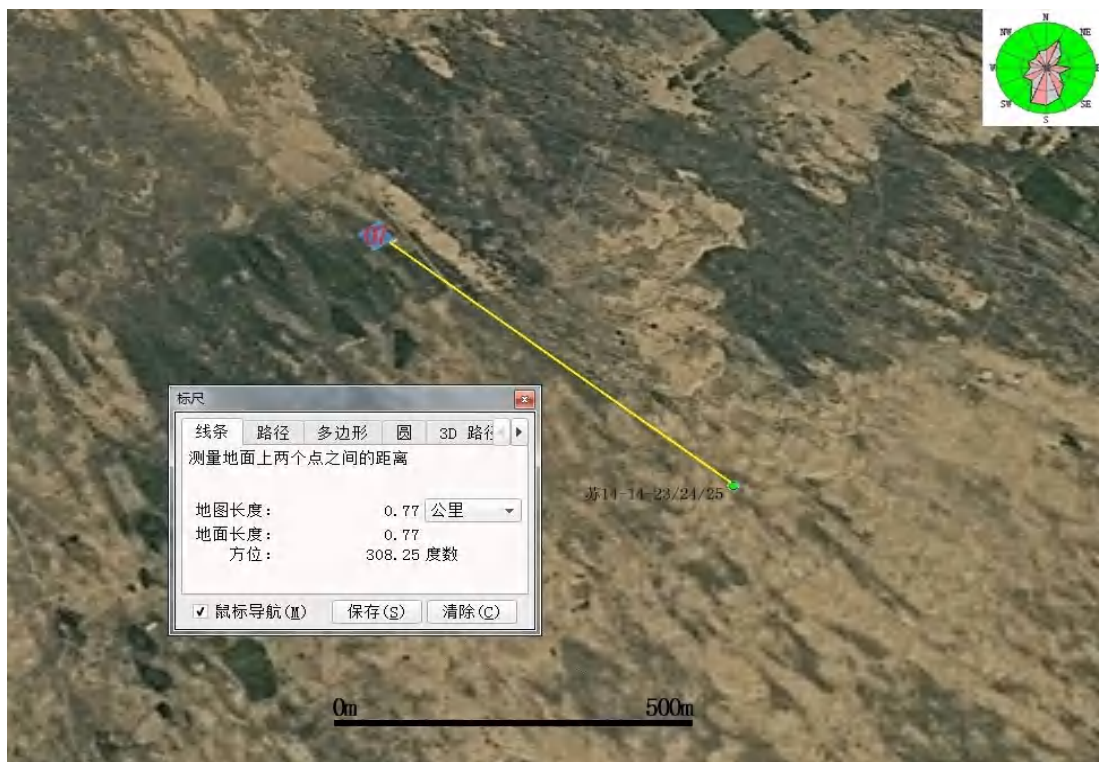 N
NW NE
W E
SW SE
S
苏14-14-23/24/25
标尺
线条 路径 多边形 圆 3D 路径
测量地面上两个点之间的距离
地图长度: 0.77 公里
地面长度: 0.77
方位: 308.25 度数
鼠标导航(M) 保存(S) 清除(C)
0m 500m